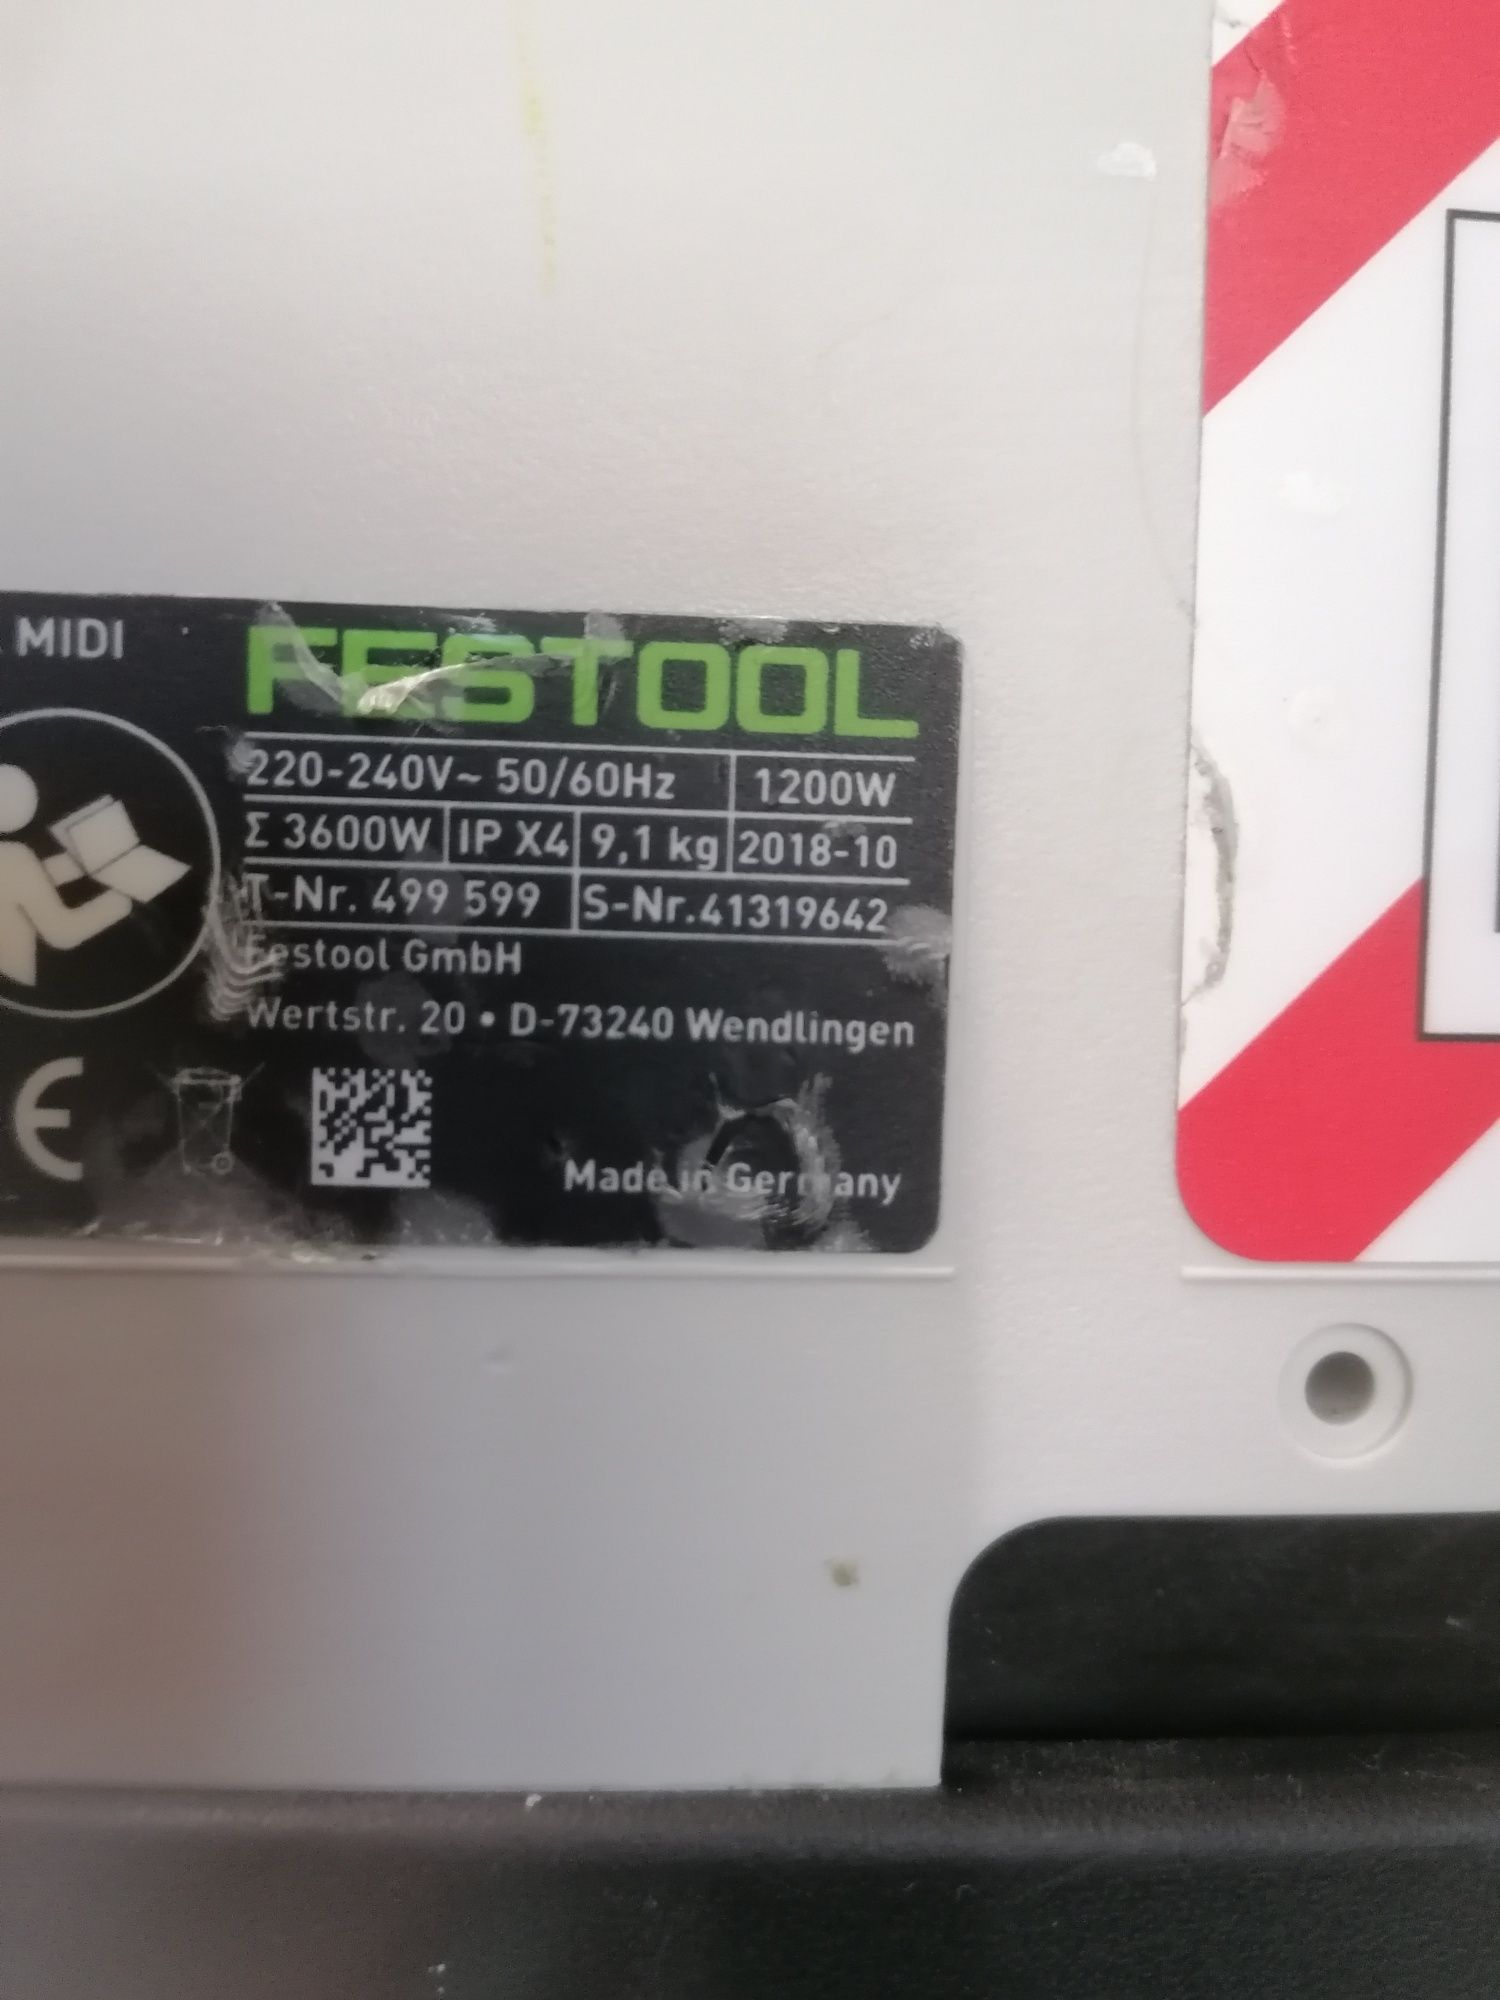 MIDI
FESTOOL
220-240V~ 50/60Hz 1200W
Σ 3600W IP X4 9,1 kg 2018-10
T-Nr. 499 599 S-Nr.41319642
Festool GmbH
Wertstr. 20 • D-73240 Wendlingen
CE
Made in Germany